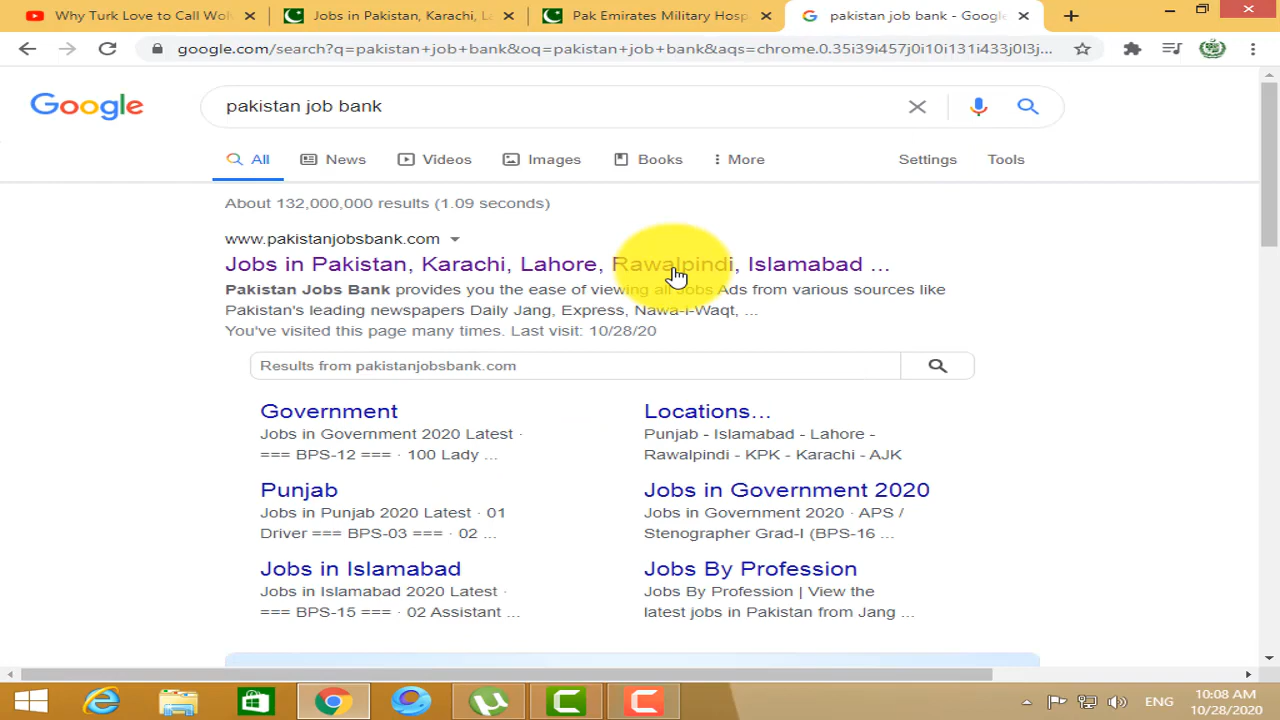 Why Turk Love to Call Wol
Jobs in Pakistan, Karachi, La
Pak Emirates Military Hosp
pakistan job bank - Google
google.com/search?q=pakistan+job+bank&oq=pakistan+job+bank&aqs=chrome.0.35i39i457j0i10i131i433j0l3j...
Google
pakistan job bank
All
News
Videos
Images
Books
More
Settings
Tools
About 132,000,000 results (1.09 seconds)
www.pakistanjobsbank.com
Jobs in Pakistan, Karachi, Lahore, Rawalpindi, Islamabad ...
Pakistan Jobs Bank provides you the ease of viewing all Jobs Ads from various sources like
Pakistan's leading newspapers Daily Jang, Express, Nawa-i-Waqt, ...
You've visited this page many times. Last visit: 10/28/20
Results from pakistanjobsbank.com
Government
Jobs in Government 2020 Latest ·
=== BPS-12 === · 100 Lady ...
Locations...
Punjab - Islamabad - Lahore -
Rawalpindi - KPK - Karachi - AJK
Punjab
Jobs in Punjab 2020 Latest · 01
Driver === BPS-03 === · 02 ...
Jobs in Government 2020
Jobs in Government 2020 · APS /
Stenographer Grad-I (BPS-16 ...
Jobs in Islamabad
Jobs in Islamabad 2020 Latest ·
=== BPS-15 === · 02 Assistant ...
Jobs By Profession
Jobs By Profession | View the
latest jobs in Pakistan from Jang ...
ENG
10:08 AM
10/28/2020